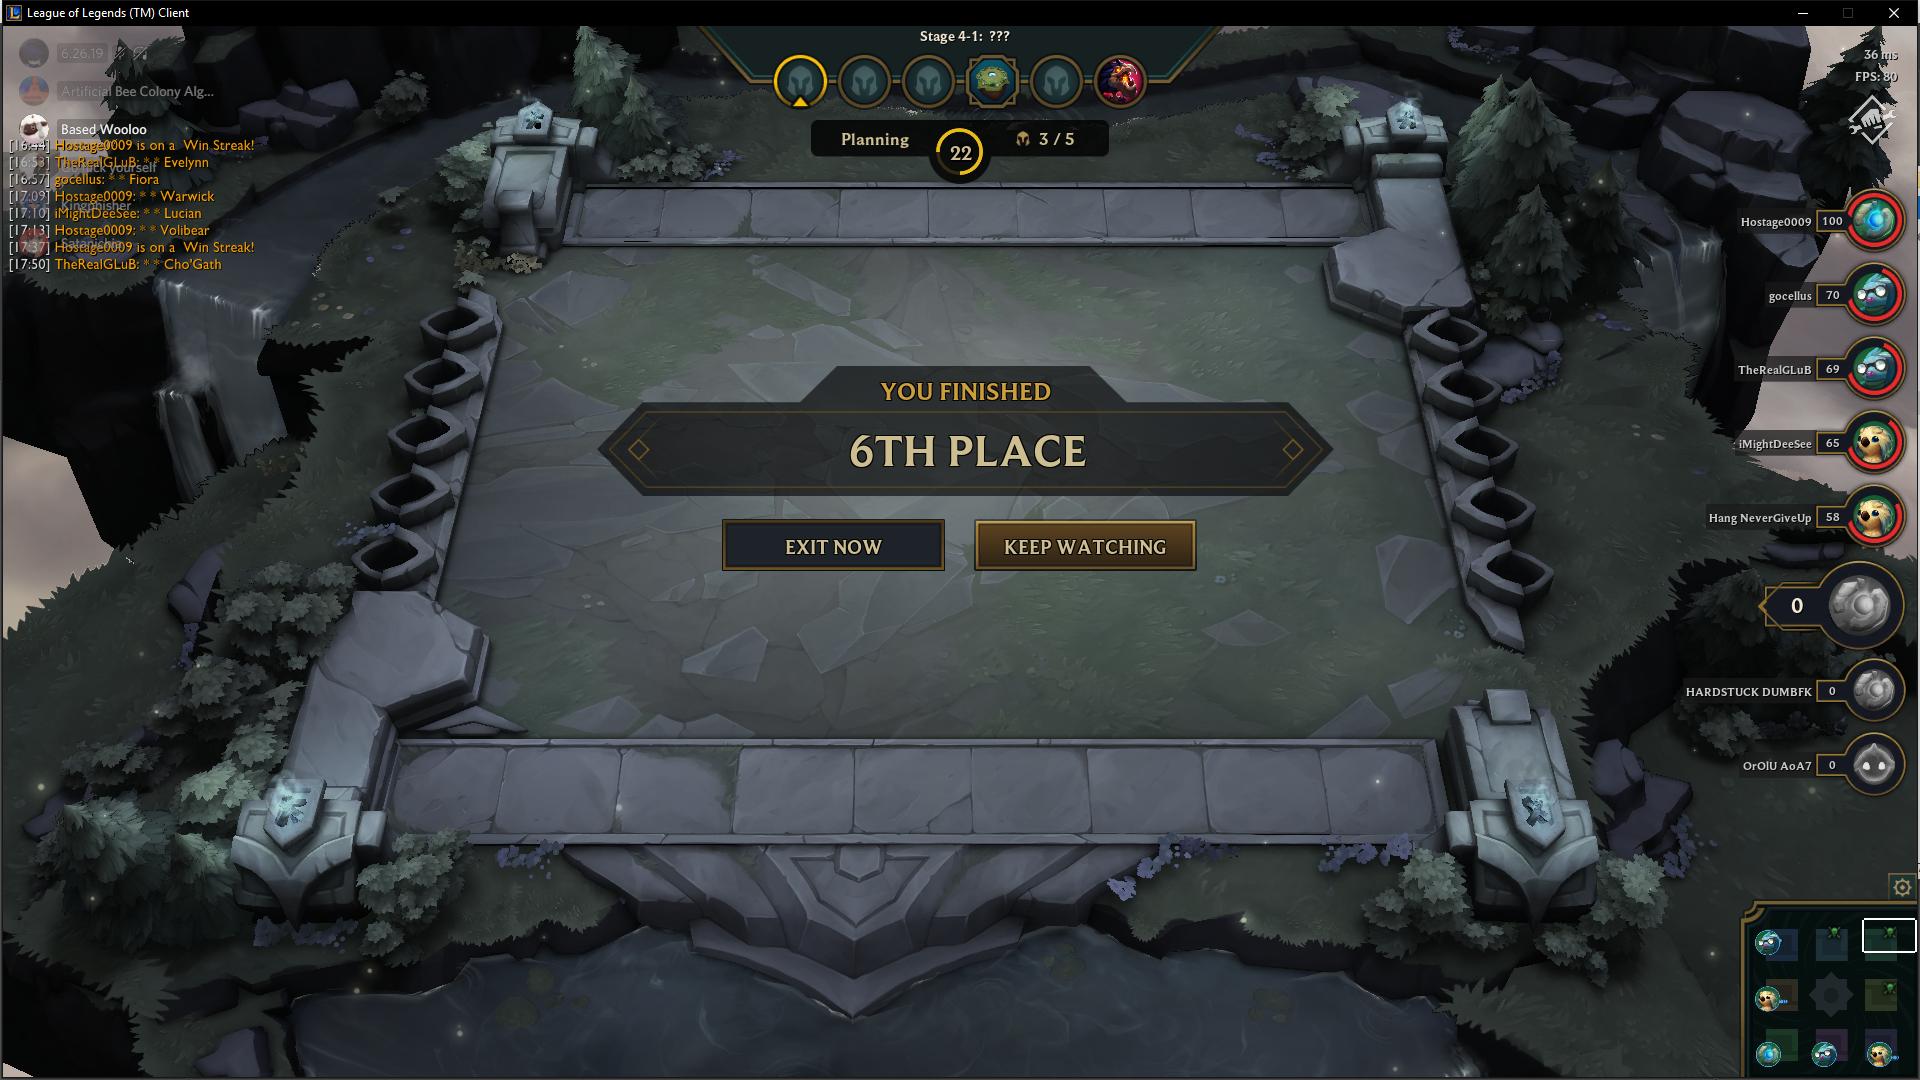 League of Legends (TM) Client
Stage 4-1: ???
36 ms
FPS: 80
6.26.19
Artificial Bee Colony Alg...
Based Wooloo
Planning
22
3 / 5
[16:44] Hostage0009 is on a Win Streak!
[16:53] TheRealGLuB: * * Evelynn
[16:57] gocellus: * * Fiora
[17:09] Hostage0009: * * Warwick
[17:10] iMightDeeSee: * * Lucian
[17:13] Hostage0009: * * Volibear
[17:37] Hostage0009 is on a Win Streak!
[17:50] TheRealGLuB: * * Cho'Gath
Hostage0009 100
gocellus 70
TheRealGLuB 69
iMightDeeSee 65
Hang NeverGiveUp 58
0
HARDSTUCK DUMBFK 0
OrOlU AoA7 0
YOU FINISHED
6TH PLACE
EXIT NOW
KEEP WATCHING